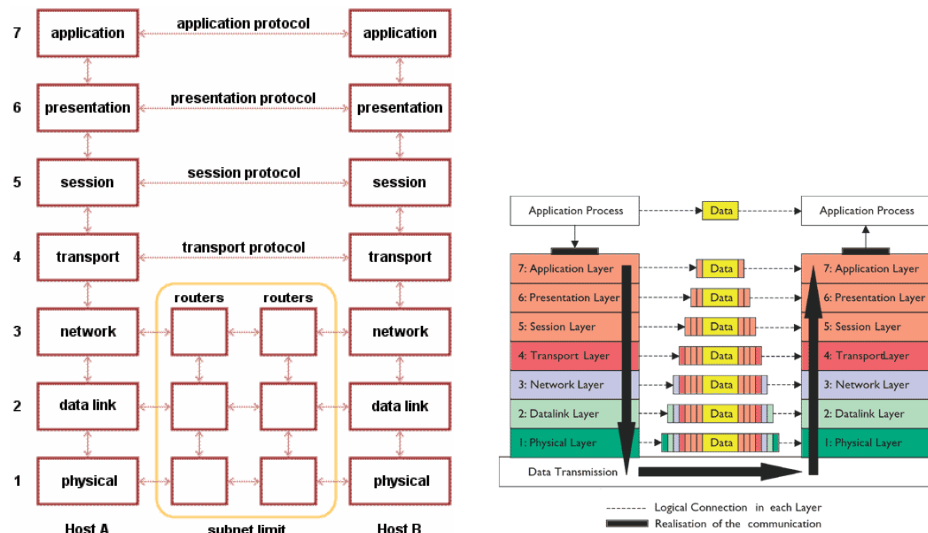 7 application application protocol application
6 presentation presentation protocol presentation
5 session session protocol session
4 transport transport protocol transport
routers routers
3 network network
2 data link data link
1 physical physical
Host A subnet limit Host B
Application Process Data Application Process
7: Application Layer Data 7: Application Layer
6: Presentation Layer Data 6: Presentation Layer
5: Session Layer Data 5: Session Layer
4: Transport Layer Data 4: TransportLayer
3: Network Layer Data 3: Network Layer
2: Datalink Layer Data 2: Datalink Layer
1: Physical Layer Data 1: Physical Layer
Data Transmission
Logical Connection in each Layer
Realisation of the communication